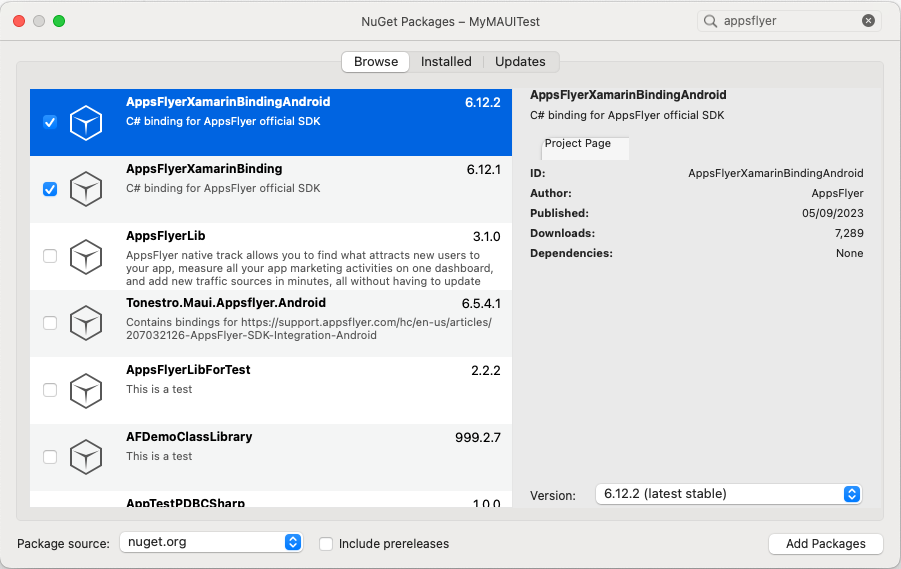 NuGet Packages – MyMAUITest
appsflyer
Browse
Installed
Updates
AppsFlyerXamarinBindingAndroid
6.12.2
C# binding for AppsFlyer official SDK
AppsFlyerXamarinBinding
6.12.1
C# binding for AppsFlyer official SDK
AppsFlyerLib
3.1.0
AppsFlyer native track allows you to find what attracts new users to
your app, measure all your app marketing activities on one dashboard,
and add new traffic sources in minutes, all without having to update
Tonestro.Maui.Appsflyer.Android
6.5.4.1
Contains bindings for https://support.appsflyer.com/hc/en-us/articles/
207032126-AppsFlyer-SDK-Integration-Android
AppsFlyerLibForTest
2.2.2
This is a test
AFDemoClassLibrary
999.2.7
This is a test
AppTestPDBCSharp
1.0.0
AppsFlyerXamarinBindingAndroid
C# binding for AppsFlyer official SDK
Project Page
ID:
AppsFlyerXamarinBindingAndroid
Author:
AppsFlyer
Published:
05/09/2023
Downloads:
7,289
Dependencies:
None
Version:
6.12.2 (latest stable)
Package source:
nuget.org
Include prereleases
Add Packages